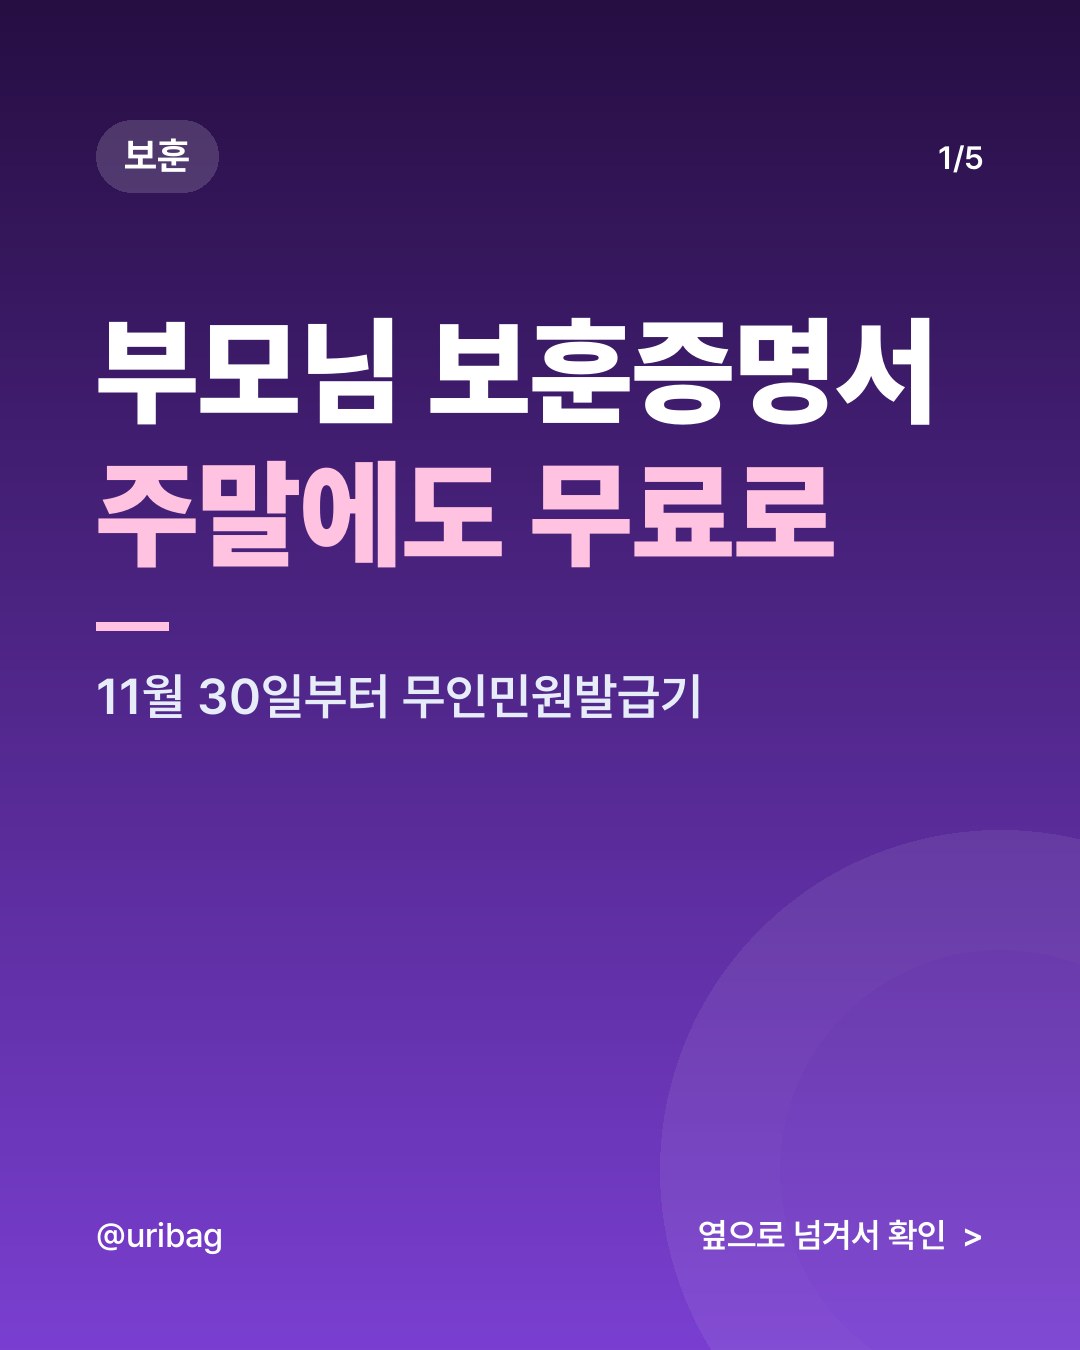 보훈
1/5
부모님 보훈증명서
주말에도 무료로
11월 30일부터 무인민원발급기
@uribag
옆으로 넘겨서 확인 >